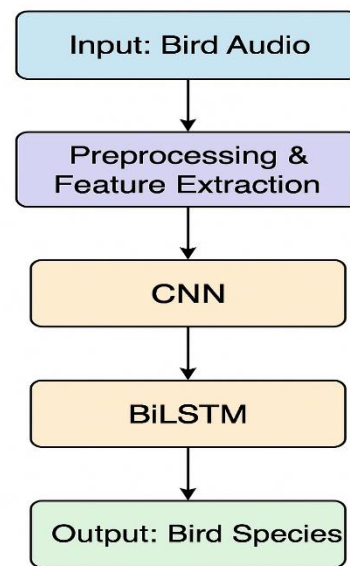 Input: Bird Audio
Preprocessing &
Feature Extraction
CNN
BiLSTM
Output: Bird Species